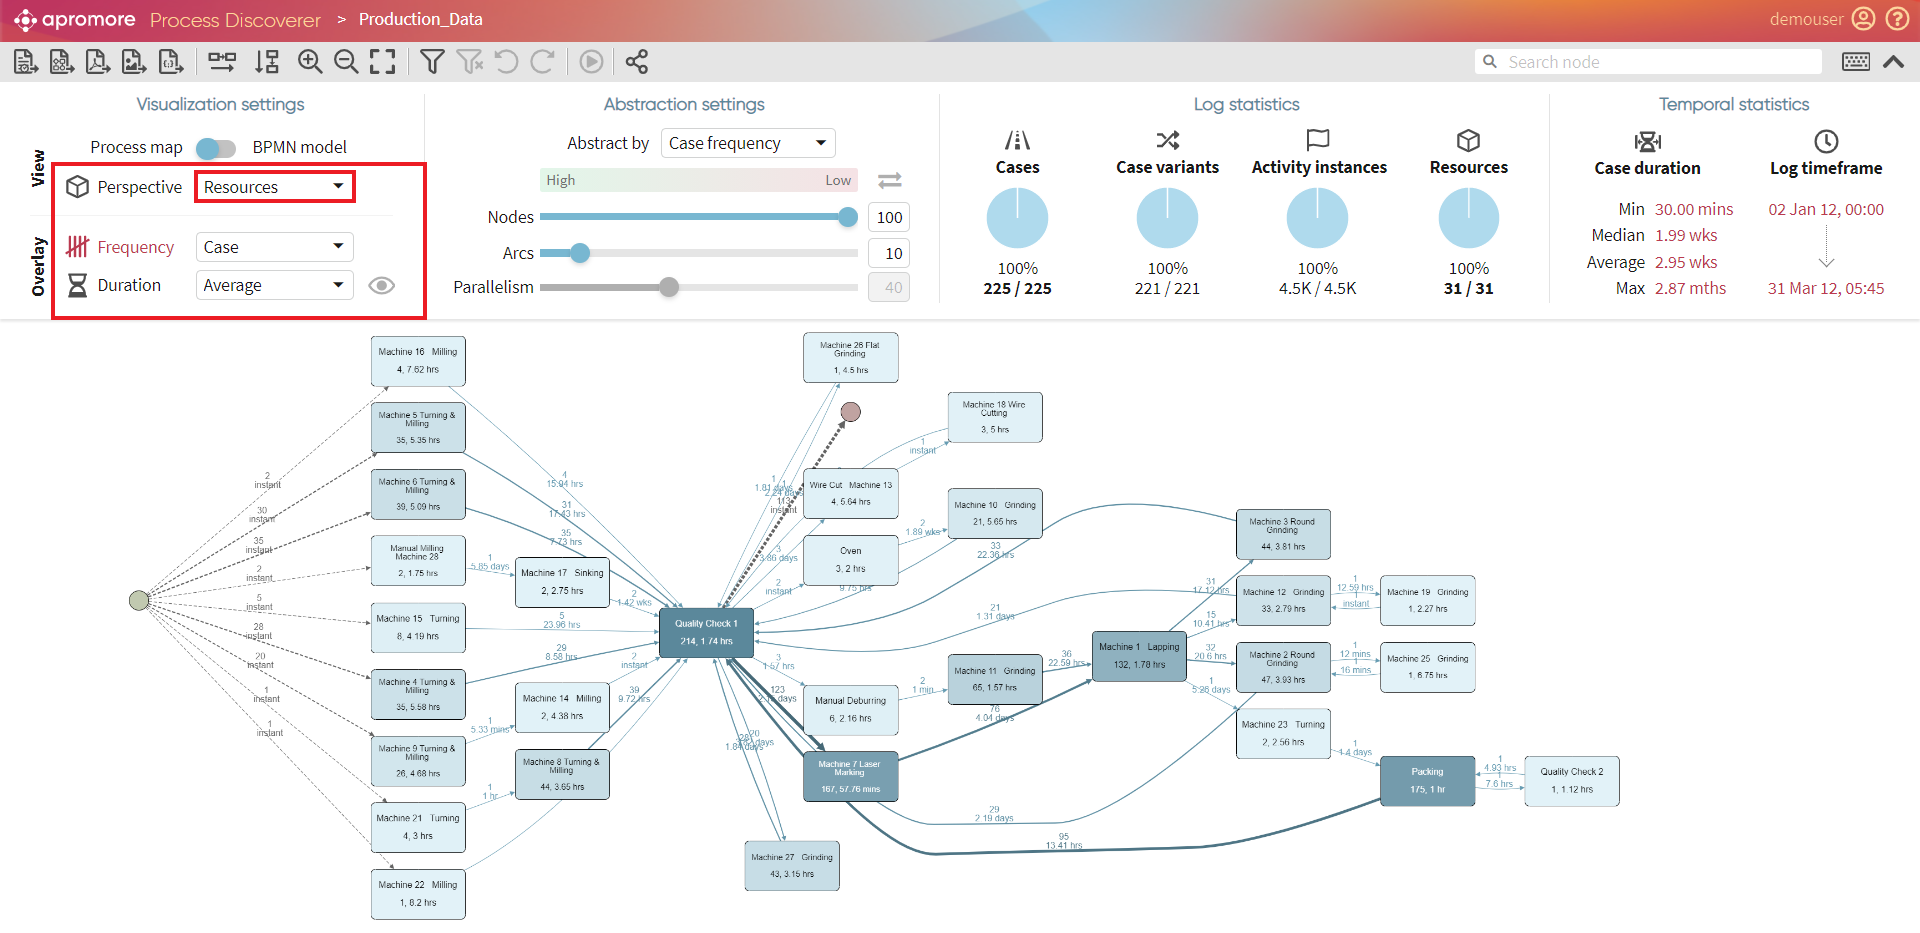 apromore Process Discoverer > Production_Data
demouser
Search node
Visualization settings
View
Process map BPMN model
Perspective Resources
Overlay
Frequency Case
Duration Average
Abstraction settings
Abstract by Case frequency
High Low
Nodes 100
Arcs 10
Parallelism 40
Log statistics
Cases
100%
225 / 225
Case variants
100%
221 / 221
Activity instances
100%
4.5K / 4.5K
Resources
100%
31 / 31
Temporal statistics
Case duration
Min 30.00 mins
Median 1.99 wks
Average 2.95 wks
Max 2.87 mths
Log timeframe
02 Jan 12, 00:00
31 Mar 12, 05:45
Machine 16 Milling
4, 7.62 hrs
Machine 5 Turning &
Milling
35, 5.35 hrs
Machine 6 Turning &
Milling
39, 5.09 hrs
Manual Milling
Machine 28
2, 1.75 hrs
Machine 15 Turning
8, 4.19 hrs
Machine 4 Turning &
Milling
35, 5.58 hrs
Machine 9 Turning &
Milling
26, 4.68 hrs
Machine 21 Turning
4, 3 hrs
Machine 22 Milling
1, 8.2 hrs
2
instant
30
instant
35
instant
2
instant
5
instant
28
instant
20
instant
1
instant
1
instant
1
5.85 days
Machine 17 Sinking
2, 2.75 hrs
2
1.42 wks
5
23.96 hrs
29
8.58 hrs
Machine 14 Milling
2, 4.38 hrs
1
5.33 mins
2
instant
39
9.72 hrs
Machine 8 Turning &
Milling
44, 3.65 hrs
1
1 hr
4
15.94 hrs
31
17.43 hrs
35
7.73 hrs
Quality Check 1
214, 1.74 hrs
Machine 26 Flat
Grinding
1, 4.5 hrs
1
1.81 days
113
instant
Wire Cut Machine 13
4, 5.64 hrs
3
3.86 days
Oven
3, 2 hrs
2
instant
9.75 hrs
Machine 18 Wire
Cutting
3, 5 hrs
1
instant
Machine 10 Grinding
21, 5.65 hrs
2
1.89 wks
33
22.36 hrs
21
1.31 days
3
1.57 hrs
Manual Deburring
6, 2.16 hrs
2
1 min
Machine 11 Grinding
65, 1.57 hrs
36
22.59 hrs
76
4.04 days
123
Machine 7 Laser
Marking
167, 57.76 mins
20
Machine 27 Grinding
43, 3.15 hrs
29
2.19 days
95
13.41 hrs
Machine 1 Lapping
132, 1.78 hrs
Machine 3 Round
Grinding
44, 3.81 hrs
31
17.12 hrs
Machine 12 Grinding
33, 2.79 hrs
15
10.41 hrs
1
12.59 hrs
1
instant
Machine 19 Grinding
1, 2.27 hrs
32
20.6 hrs
Machine 2 Round
Grinding
47, 3.93 hrs
1
12 mins
1
16 mins
Machine 25 Grinding
1, 6.75 hrs
1
5.26 days
Machine 23 Turning
2, 2.56 hrs
1
1.4 days
Packing
175, 1 hr
1
4.93 hrs
1
7.6 hrs
Quality Check 2
1, 1.12 hrs